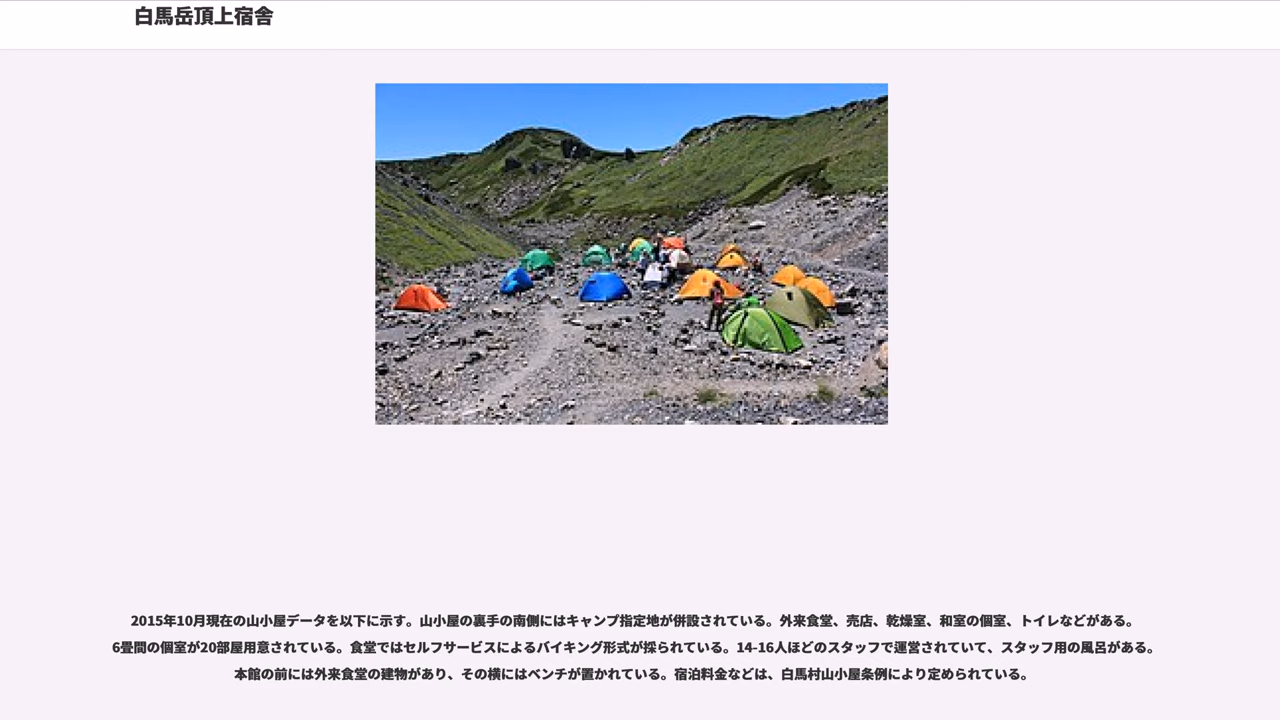 白馬岳頂上宿舎
2015年10月現在の山小屋データを以下に示す。山小屋の裏手の南側にはキャンプ指定地が併設されている。外来食堂、売店、乾燥室、和室の個室、トイレなどがある。
6畳間の個室が20部屋用意されている。食堂ではセルフサービスによるバイキング形式が採られている。14-16人ほどのスタッフで運営されていて、スタッフ用の風呂がある。
本館の前には外来食堂の建物があり、その横にはベンチが置かれている。宿泊料金などは、白馬村山小屋条例により定められている。